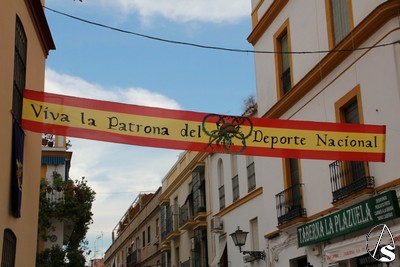 Viva la Patrona del Deporte Nacional
TABERNA LA PLAZUELA